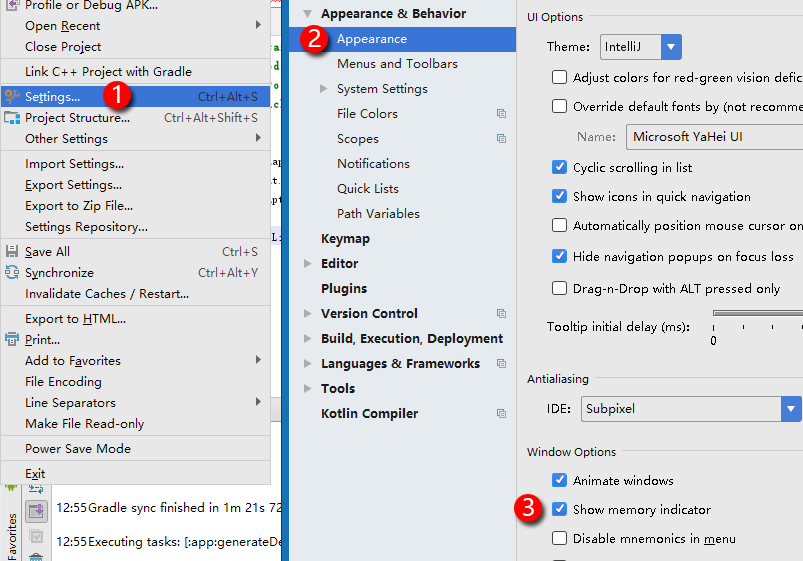 Profile or Debug APK...
Open Recent
Close Project
Link C++ Project with Gradle
Settings... Ctrl+Alt+S
1
Project Structure... Ctrl+Alt+Shift+S
Other Settings
Import Settings...
Export Settings...
Export to Zip File...
Settings Repository...
Save All Ctrl+S
Synchronize Ctrl+Alt+Y
Invalidate Caches / Restart...
Export to HTML...
Print...
Add to Favorites
File Encoding
Line Separators
Make File Read-only
Power Save Mode
Exit
Favorites
12:55 Gradle sync finished in 1m 21s 72
12:55 Executing tasks: [:app:generateDe
Appearance & Behavior
2
Appearance
Menus and Toolbars
System Settings
File Colors
Scopes
Notifications
Quick Lists
Path Variables
Keymap
Editor
Plugins
Version Control
Build, Execution, Deployment
Languages & Frameworks
Tools
Kotlin Compiler
UI Options
Theme: IntelliJ
Adjust colors for red-green vision defic
Override default fonts by (not recomme
Name: Microsoft YaHei UI
Cyclic scrolling in list
Show icons in quick navigation
Automatically position mouse cursor on
Hide navigation popups on focus loss
Drag-n-Drop with ALT pressed only
Tooltip initial delay (ms):
0
Antialiasing
IDE: Subpixel
Window Options
Animate windows
3
Show memory indicator
Disable mnemonics in menu